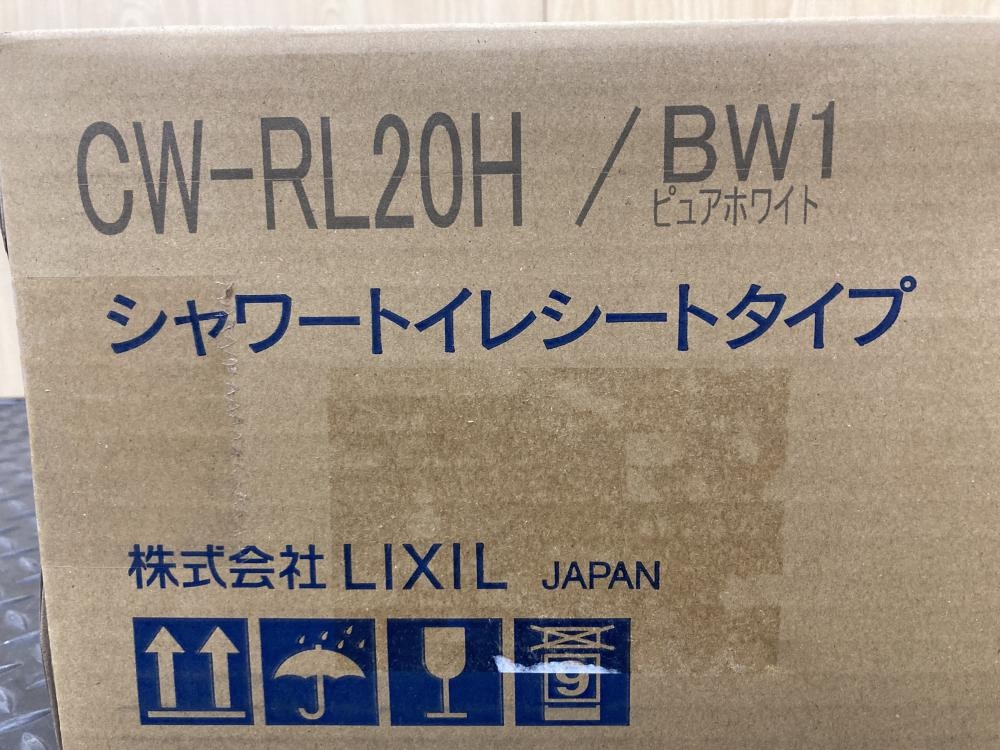 CW-RL20H / BW1
ピュアホワイト
シャワートイレシートタイプ
株式会社 LIXIL JAPAN
9